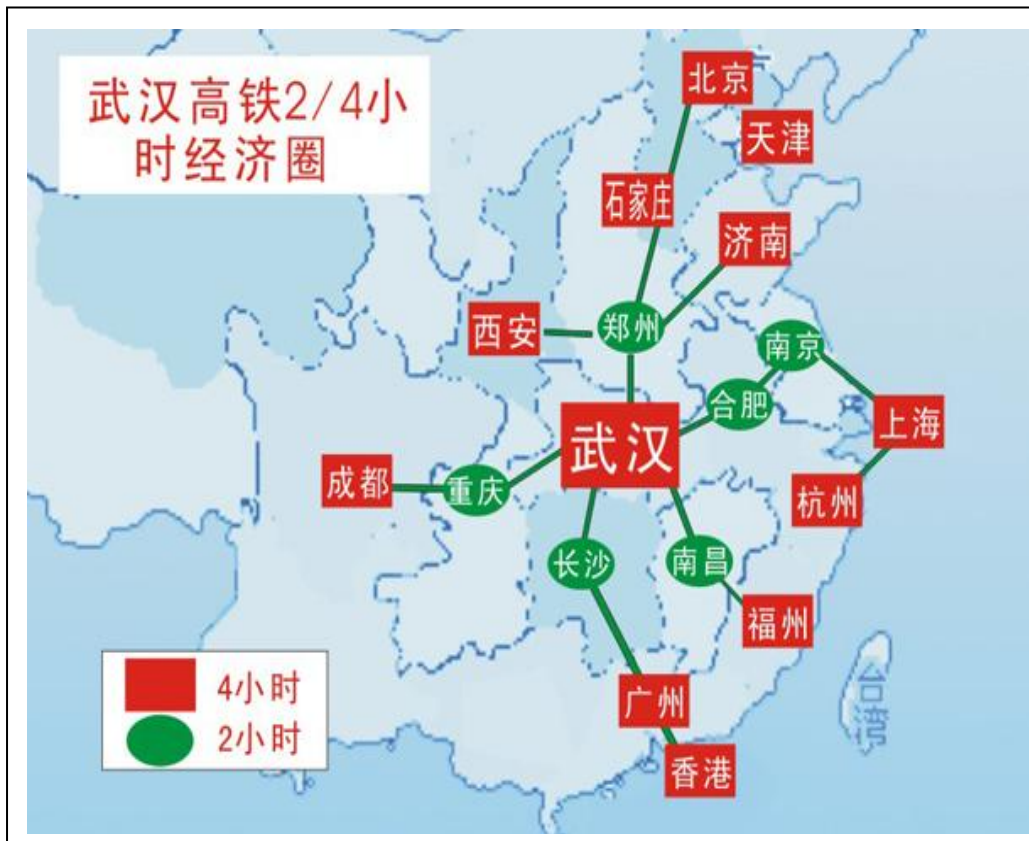 武汉高铁2/4小
时经济圈
北京
天津
石家庄
济南
西安
郑州
南京
合肥
上海
武汉
成都
重庆
杭州
长沙
南昌
福州
广州
香港
台湾
4小时
2小时